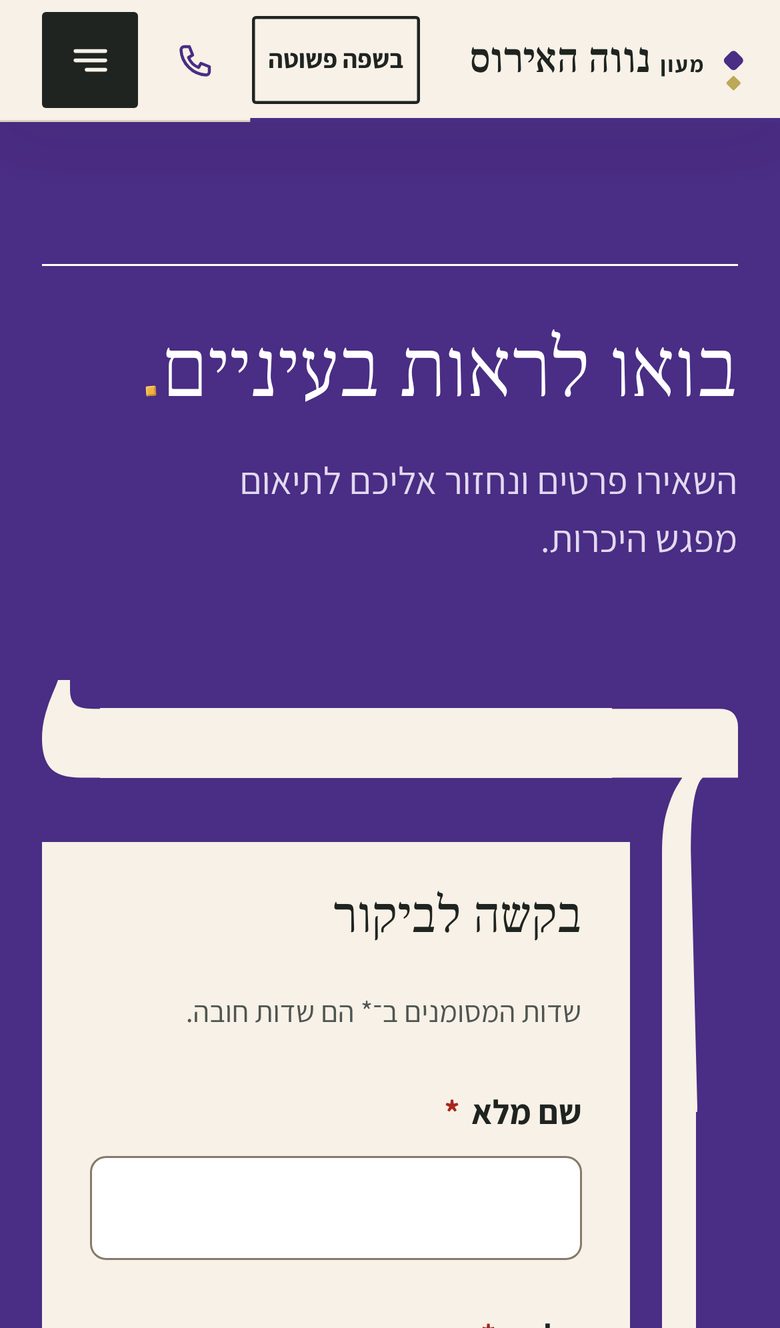 מעון נווה האירוס
בשפה פשוטה
בואו לראות בעיניים.
השאירו פרטים ונחזור אליכם לתיאום
מפגש היכרות.
בקשה לביקור
שדות המסומנים ב־* הם שדות חובה.
שם מלא *